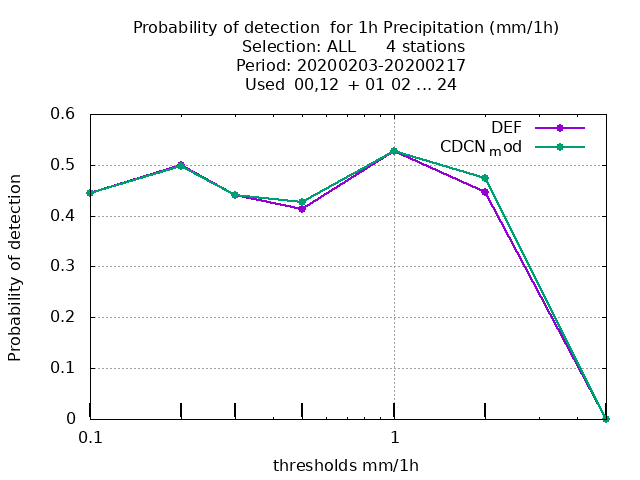 Probability of detection  for 1h Precipitation (mm/1h)
Selection: ALL      4 stations
Period: 20200203-20200217
Used  00,12  + 01 02 ... 24
DEF
CDCN_mod
0.6
0.5
0.4
0.3
0.2
0.1
0
Probability of detection
0.1
1
thresholds mm/1h